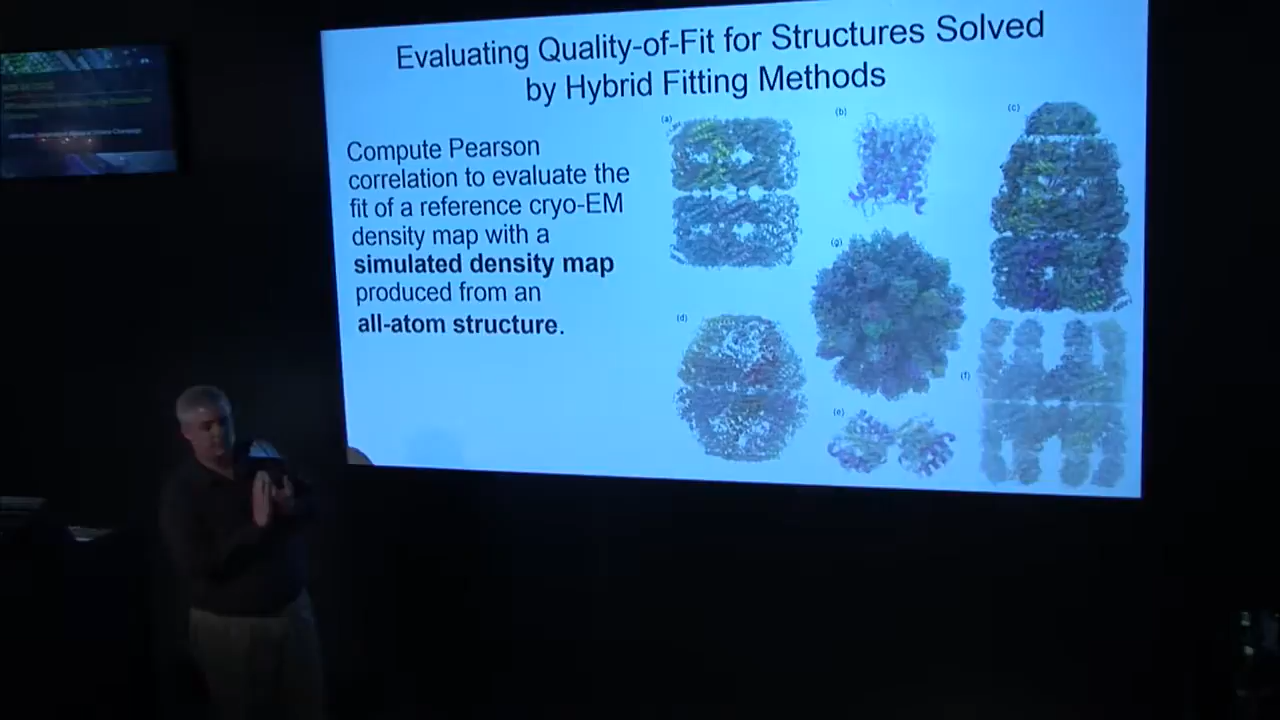 Evaluating Quality-of-Fit for Structures Solved
by Hybrid Fitting Methods
Compute Pearson
correlation to evaluate the
fit of a reference cryo-EM
density map with a
simulated density map
produced from an
all-atom structure.
(a)
(b)
(c)
(g)
(d)
(f)
(e)